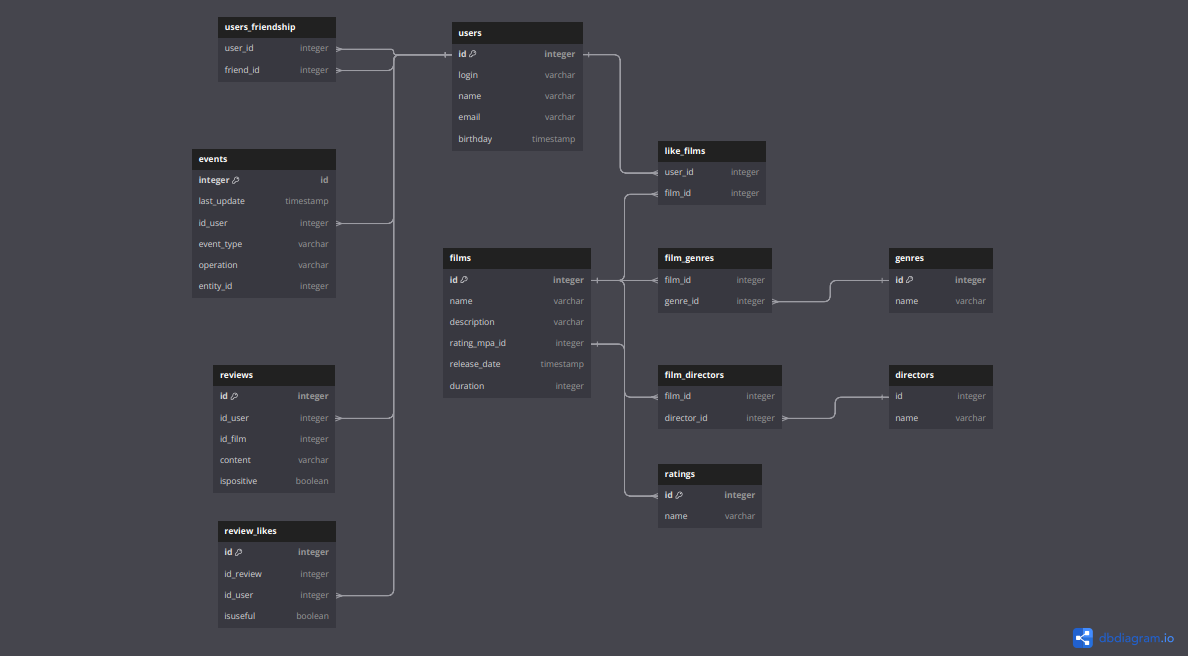 users_friendship
user_id integer
friend_id integer
users
id integer
login varchar
name varchar
email varchar
birthday timestamp
like_films
user_id integer
film_id integer
events
integer id
last_update timestamp
id_user integer
event_type varchar
operation varchar
entity_id integer
films
id integer
name varchar
description varchar
rating_mpa_id integer
release_date timestamp
duration integer
film_genres
film_id integer
genre_id integer
genres
id integer
name varchar
reviews
id integer
id_user integer
id_film integer
content varchar
ispositive boolean
film_directors
film_id integer
director_id integer
directors
id integer
name varchar
ratings
id integer
name varchar
review_likes
id integer
id_review integer
id_user integer
isuseful boolean
dbdiagram.io